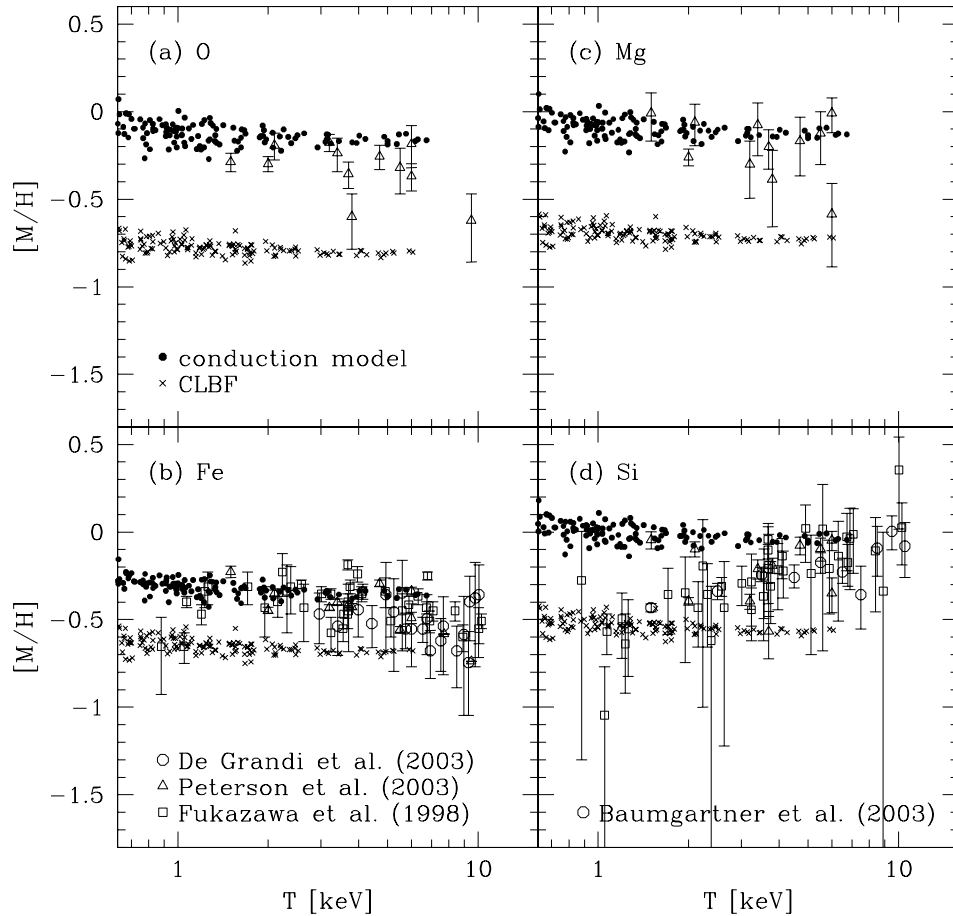 0.5
(a) O
(c) Mg
0
−0.5
[M/H]
−1
conduction model
CLBF
−1.5
0.5
(b) Fe
(d) Si
0
−0.5
[M/H]
−1
De Grandi et al. (2003)
Peterson et al. (2003)
Fukazawa et al. (1998)
Baumgartner et al. (2003)
−1.5
1
10
1
10
T [keV]
T [keV]